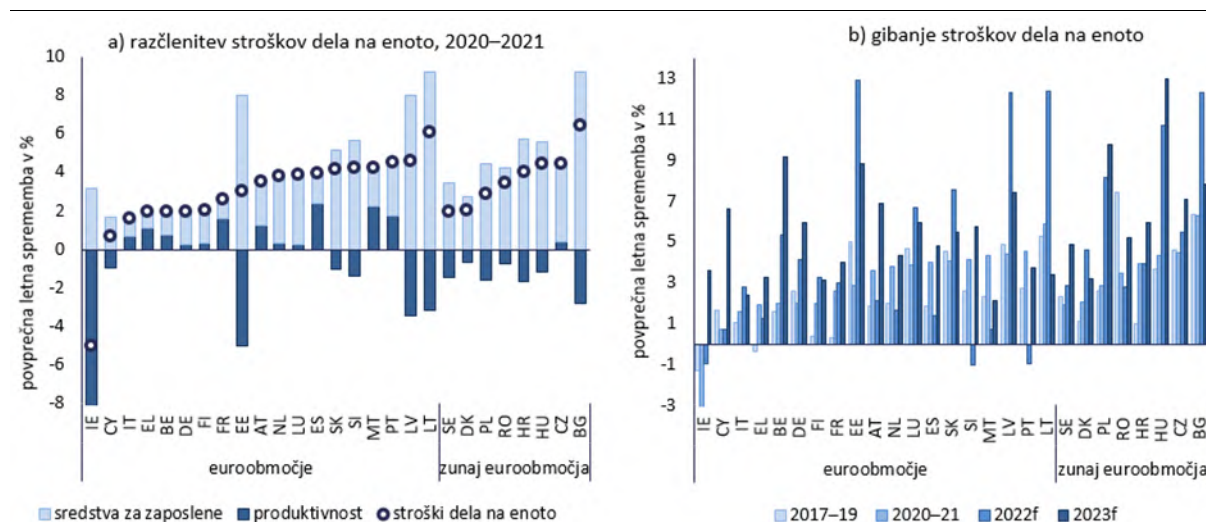 a) razčlenitev stroškov dela na enoto, 2020–2021
povprečna letna sprememba v %
10
8
6
4
2
0
-2
-4
-6
-8
IE CY IT EL BE DE FI FR EE AT NL LU ES SK SI MT PT LV LT SE DK PL RO HR HU CZ BG
euroobmočje zunaj euroobmočja
sredstva za zaposlene produktivnost stroški dela na enoto
b) gibanje stroškov dela na enoto
povprečna letna sprememba v %
13
11
9
7
5
3
1
-1
-3
IE CY IT EL BE DE FI FR EE AT NL LU ES SK SI MT LV PT LT SE DK PL RO HR HU CZ BG
euroobmočje zunaj euroobmočja
2017–19 2020–21 2022f 2023f